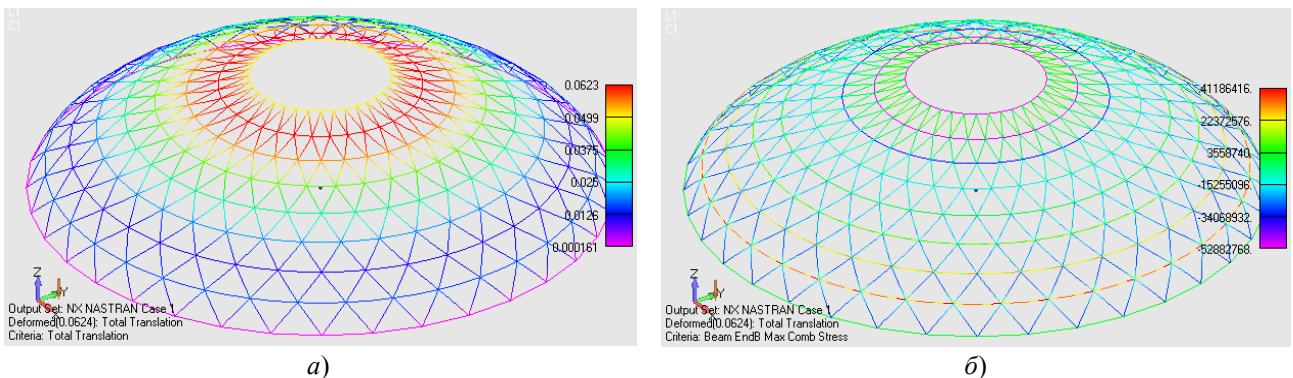 L1
C1
0.0623
0.0499
0.0375
0.025
0.0126
0.000161
Z
Y
X
Output Set: NX NASTRAN Case 1
Deformed(0.0624): Total Translation
Criteria: Total Translation
а)
L1
C1
41186416.
22372576.
3558740.
-15255096.
-34068932.
-52882768.
Z
Y
Output Set: NX NASTRAN Case 1
Deformed(0.0624): Total Translation
Criteria: Beam EndB Max Comb Stress
б)